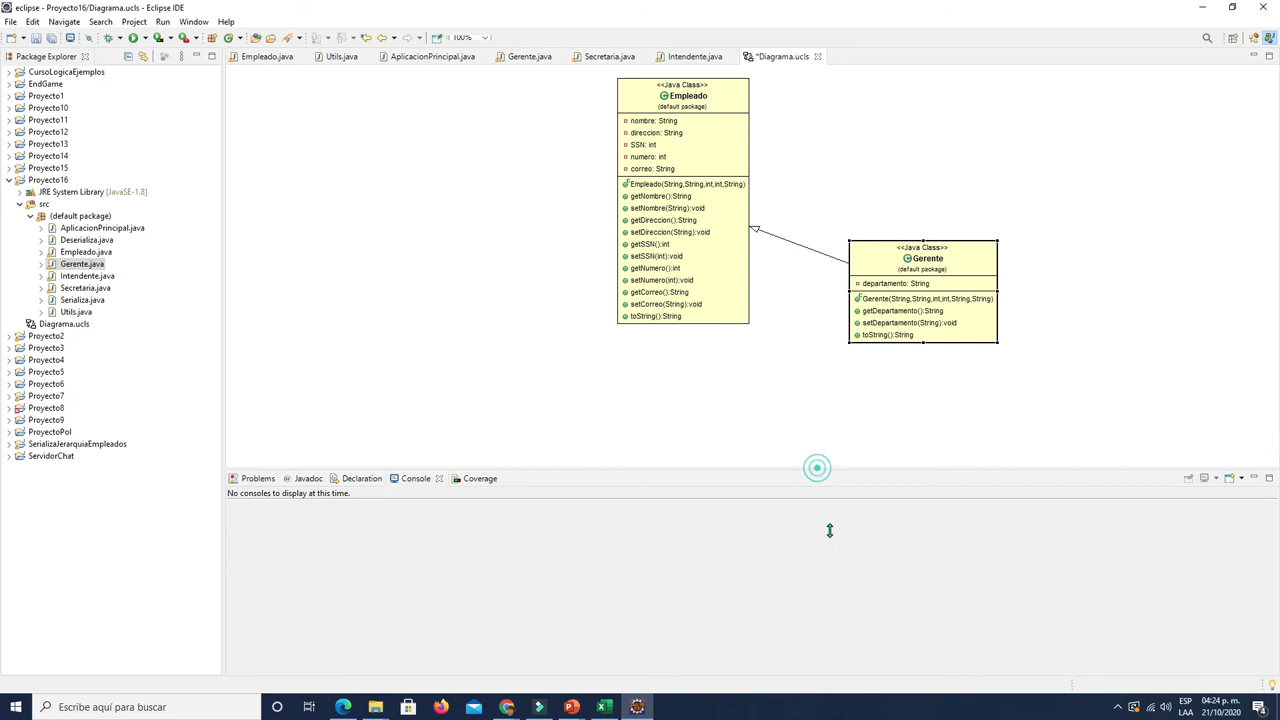 eclipse - Proyecto16/Diagrama.ucls - Eclipse IDE
File Edit Navigate Search Project Run Window Help
100%
Package Explorer
Empleado.java Utils.java AplicacionPrincipal.java Gerente.java Secretaria.java Intendente.java *Diagrama.ucls
CursoLogicaEjemplos
EndGame
Proyecto1
Proyecto10
Proyecto11
Proyecto12
Proyecto13
Proyecto14
Proyecto15
Proyecto16
JRE System Library [JavaSE-1.8]
src
(default package)
AplicacionPrincipal.java
Deserializa.java
Empleado.java
Gerente.java
Intendente.java
Secretaria.java
Serializa.java
Utils.java
Diagrama.ucls
Proyecto2
Proyecto3
Proyecto4
Proyecto5
Proyecto6
Proyecto7
Proyecto8
Proyecto9
ProyectoPol
SerializaJerarquiaEmpleados
ServidorChat
<<Java Class>>
Empleado
(default package)
nombre: String
direccion: String
SSN: int
numero: int
correo: String
Empleado(String,String,int,int,String)
getNombre():String
setNombre(String):void
getDireccion():String
setDireccion(String):void
getSSN():int
setSSN(int):void
getNumero():int
setNumero(int):void
getCorreo():String
setCorreo(String):void
toString():String
<<Java Class>>
Gerente
(default package)
departamento: String
Gerente(String,String,int,int,String,String)
getDepartamento():String
setDepartamento(String):void
toString():String
Problems @ Javadoc Declaration Console Coverage
No consoles to display at this time.
Escribe aquí para buscar
ESP
LAA
04:24 p. m.
21/10/2020
4